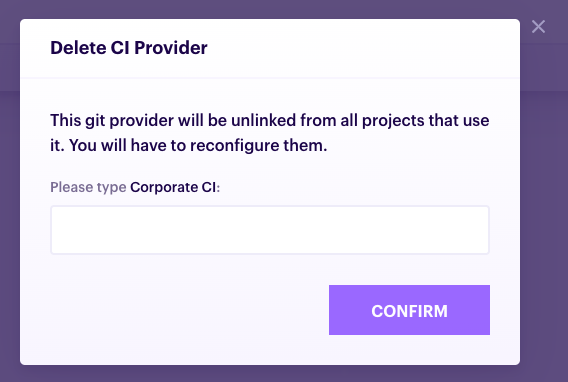 Delete CI Provider
This git provider will be unlinked from all projects that use
it. You will have to reconfigure them.
Please type Corporate CI:
CONFIRM